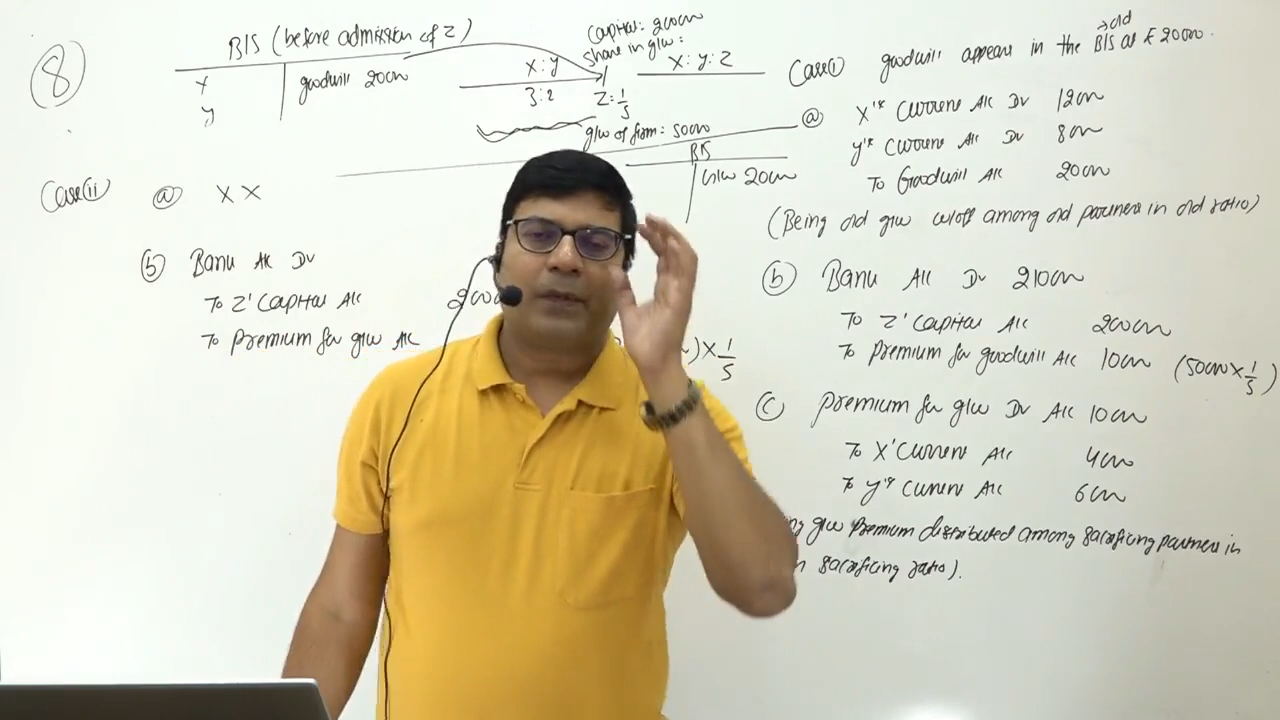 8
B/S (before admission of Z)
X
Y
goodwill 20000
X : Y
3 : 2
Capital: 20000
Share in g/w:
Z = 1/5
g/w of firm: 50000
X : Y : Z
B/S
G/w 20000
Case(i) goodwill appears in the B/S at ₹ 20000.
→ old
(a) X's Current A/c Dr 12000
Y's Current A/c Dr 8000
To Goodwill A/c 20000
(Being old g/w w/off among old partners in old ratio)
(b) Bank A/c Dr 210000
To Z' Capital A/c 200000
To Premium for goodwill A/c 10000 (50000 × 1/5)
(c) Premium for g/w Dr A/c 10000
To X' Current A/c 4000
To Y's Current A/c 6000
g/w Premium distributed among sacrificing partners in
sacrificing ratio).
Case(ii) (a) X X
(b) Bank A/c Dr
To Z' Capital A/c
To Premium for g/w A/c
) × 1/5